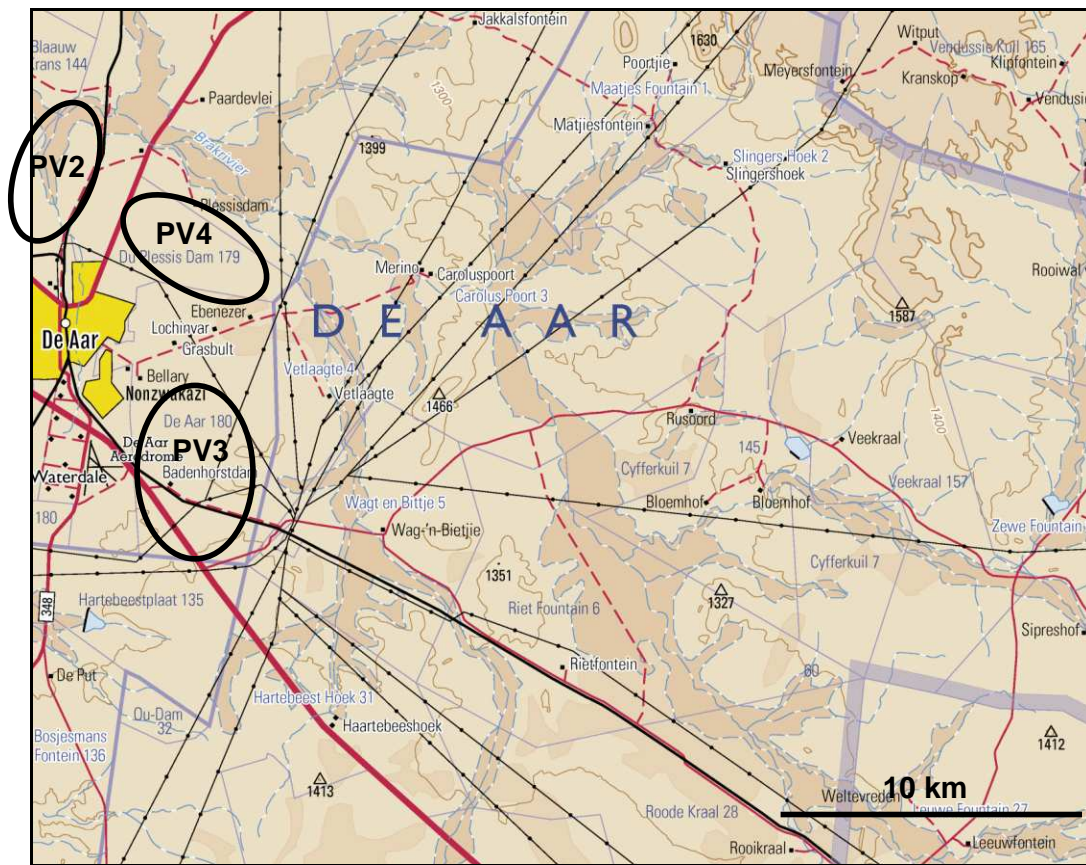 Jakkalsfontein
Witput
1630
Vendussie Kuil 165
Blaauw
Krans 144
Poortjie
Klipfontein
Meyersfontein
Kranskop
Maatjes Fountain 1
1300
Paardevlei
Vendusie
Matjiesfontein
Brakrivier
1399
Slingers Hoek 2
Slingershoek
PV2
Plessisdam
PV4
Du Plessis Dam 179
Merino
Caroluspoort
Rooiwal
Carolus Poort 3
Ebenezer
DE AAR
1587
Lochinvar
De Aar
Grasbult
Vetlaagte 4
Bellary
Nonzwakazi
Vetlaagte
1466
1400
De Aar 180
Rusoord
De Aar
Aerodrome
PV3
145
Veekraal
Waterdale
Badenhorstdam
Cyfferkuil 7
Veekraal 157
180
Wagt en Bittje 5
Bloemhof
Bloemhof
Zewe Fountain
Wag-'n-Bietjie
Cyfferkuil 7
1351
1327
Hartebeestplaat 135
348
Riet Fountain 6
Sipreshof
De Put
Rietfontein
60
Hartebeest Hoek 31
Ou-Dam
32
Haartebeeshoek
Bosjesmans
Fontein 136
1412
1413
10 km
Weltevreden
Leeuwe Fountain 27
Roode Kraal 28
Rooikraal
Leeuwfontein